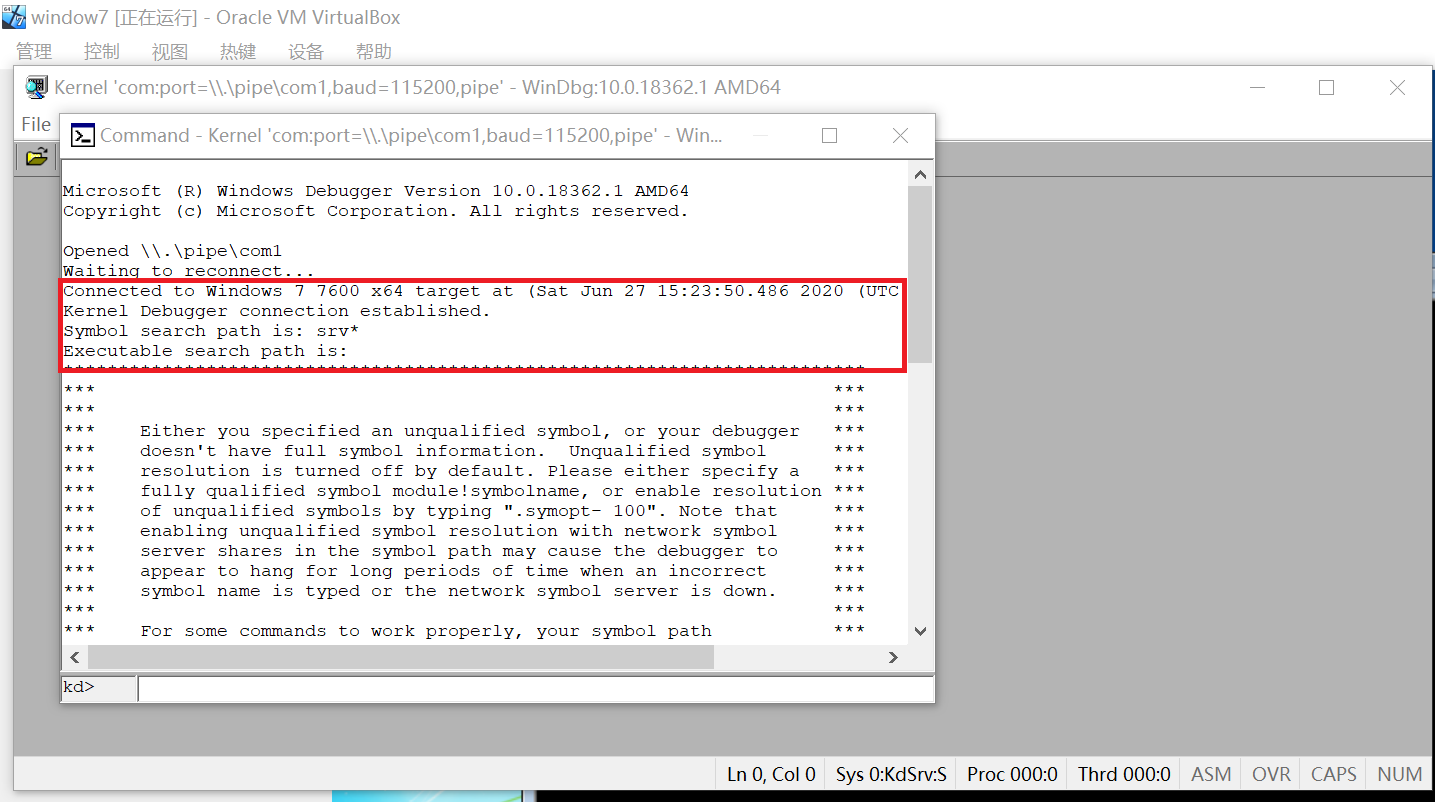 window7 [正在运行] - Oracle VM VirtualBox
管理 控制 视图 热键 设备 帮助
Kernel 'com:port=\\.\pipe\com1,baud=115200,pipe' - WinDbg:10.0.18362.1 AMD64
File
Command - Kernel 'com:port=\\.\pipe\com1,baud=115200,pipe' - Win...
Microsoft (R) Windows Debugger Version 10.0.18362.1 AMD64
Copyright (c) Microsoft Corporation. All rights reserved.
Opened \\.\pipe\com1
Waiting to reconnect...
Connected to Windows 7 7600 x64 target at (Sat Jun 27 15:23:50.486 2020 (UTC
Kernel Debugger connection established.
Symbol search path is: srv*
Executable search path is:
*************************************************************************
*** ***
*** ***
*** Either you specified an unqualified symbol, or your debugger ***
*** doesn't have full symbol information.  Unqualified symbol ***
*** resolution is turned off by default. Please either specify a ***
*** fully qualified symbol module!symbolname, or enable resolution ***
*** of unqualified symbols by typing ".symopt- 100". Note that ***
*** enabling unqualified symbol resolution with network symbol ***
*** server shares in the symbol path may cause the debugger to ***
*** appear to hang for long periods of time when an incorrect ***
*** symbol name is typed or the network symbol server is down. ***
*** ***
*** For some commands to work properly, your symbol path ***
kd>
Ln 0, Col 0 Sys 0:KdSrv:S Proc 000:0 Thrd 000:0 ASM OVR CAPS NUM